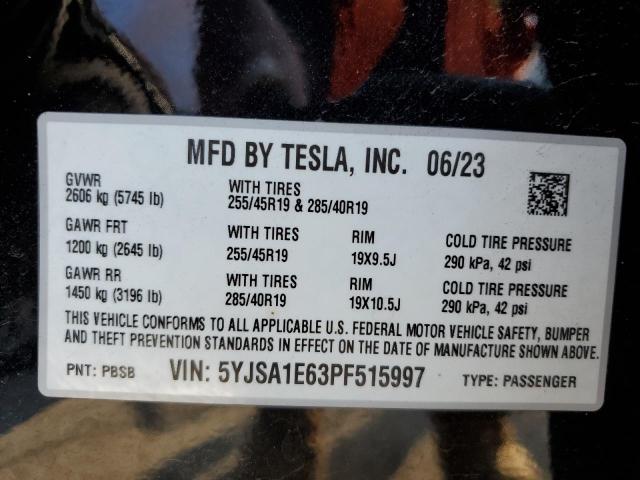 MFD BY TESLA, INC. 06/23
GVWR
2606 kg (5745 lb)
WITH TIRES
255/45R19 & 285/40R19
GAWR FRT
1200 kg (2645 lb)
WITH TIRES
255/45R19
RIM
19X9.5J
COLD TIRE PRESSURE
290 kPa, 42 psi
GAWR RR
1450 kg (3196 lb)
WITH TIRES
285/40R19
RIM
19X10.5J
COLD TIRE PRESSURE
290 kPa, 42 psi
THIS VEHICLE CONFORMS TO ALL APPLICABLE U.S. FEDERAL MOTOR VEHICLE SAFETY, BUMPER
AND THEFT PREVENTION STANDARDS IN EFFECT ON THE DATE OF MANUFACTURE SHOWN ABOVE.
PNT: PBSB VIN: 5YJSA1E63PF515997 TYPE: PASSENGER